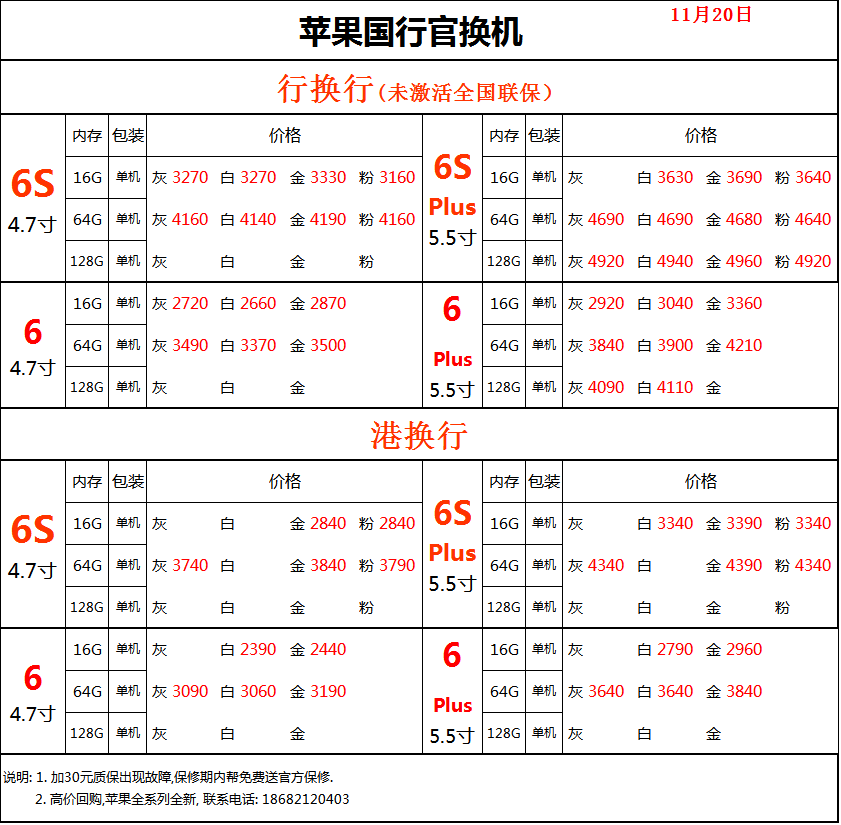 苹果国行官换机
11月20日
行换行(未激活全国联保)
6S
4.7寸
内存 包装 价格
16G 单机 灰 3270 白 3270 金 3330 粉 3160
64G 单机 灰 4160 白 4140 金 4190 粉 4160
128G 单机 灰 白 金 粉
6S
Plus
5.5寸
内存 包装 价格
16G 单机 灰 白 3630 金 3690 粉 3640
64G 单机 灰 4690 白 4690 金 4680 粉 4640
128G 单机 灰 4920 白 4940 金 4960 粉 4920
6
4.7寸
16G 单机 灰 2720 白 2660 金 2870
64G 单机 灰 3490 白 3370 金 3500
128G 单机 灰 白 金
6
Plus
5.5寸
16G 单机 灰 2920 白 3040 金 3360
64G 单机 灰 3840 白 3900 金 4210
128G 单机 灰 4090 白 4110 金
港换行
6S
4.7寸
内存 包装 价格
16G 单机 灰 白 金 2840 粉 2840
64G 单机 灰 3740 白 金 3840 粉 3790
128G 单机 灰 白 金 粉
6S
Plus
5.5寸
内存 包装 价格
16G 单机 灰 白 3340 金 3390 粉 3340
64G 单机 灰 4340 白 金 4390 粉 4340
128G 单机 灰 白 金 粉
6
4.7寸
16G 单机 灰 白 2390 金 2440
64G 单机 灰 3090 白 3060 金 3190
128G 单机 灰 白 金
6
Plus
5.5寸
16G 单机 灰 白 2790 金 2960
64G 单机 灰 3640 白 3640 金 3840
128G 单机 灰 白 金
说明: 1. 加30元质保出现故障,保修期内帮免费送官方保修.
2. 高价回购,苹果全系列全新, 联系电话: 18682120403